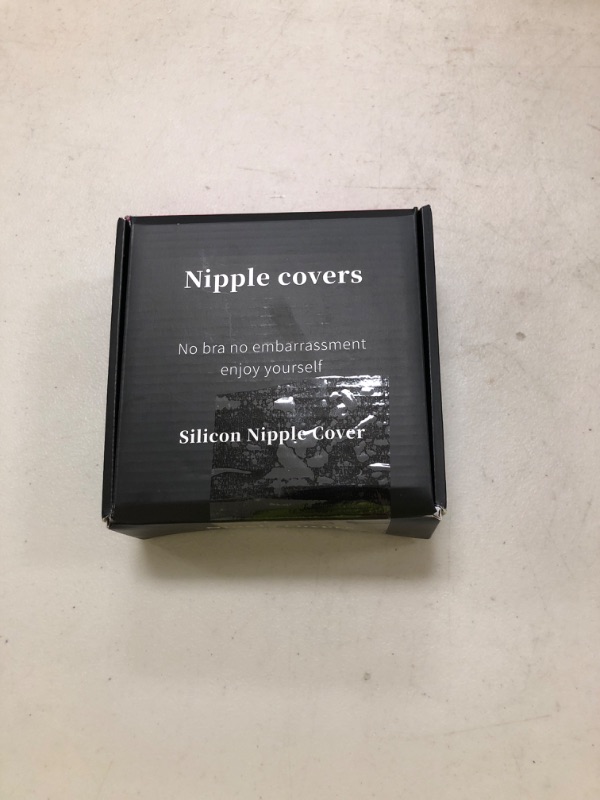 Nipple covers
No bra no embarrassment
enjoy yourself
Silicon Nipple Cover